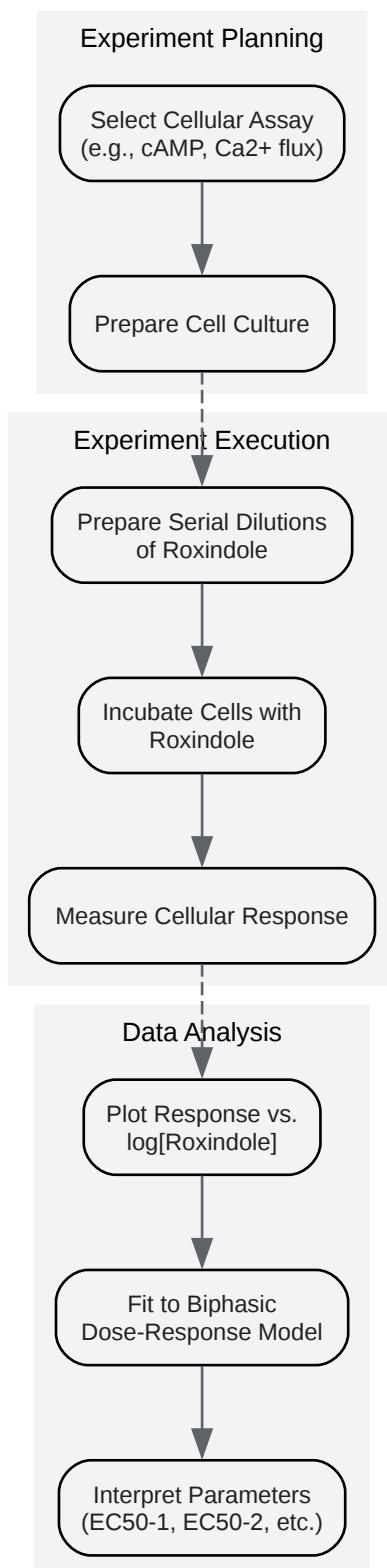 Experiment Planning
Select Cellular Assay
(e.g., cAMP, Ca2+ flux)
Prepare Cell Culture
Experiment Execution
Prepare Serial Dilutions
of Roxindole
Incubate Cells with
Roxindole
Measure Cellular Response
Data Analysis
Plot Response vs.
log[Roxindole]
Fit to Biphasic
Dose-Response Model
Interpret Parameters
(EC50-1, EC50-2, etc.)